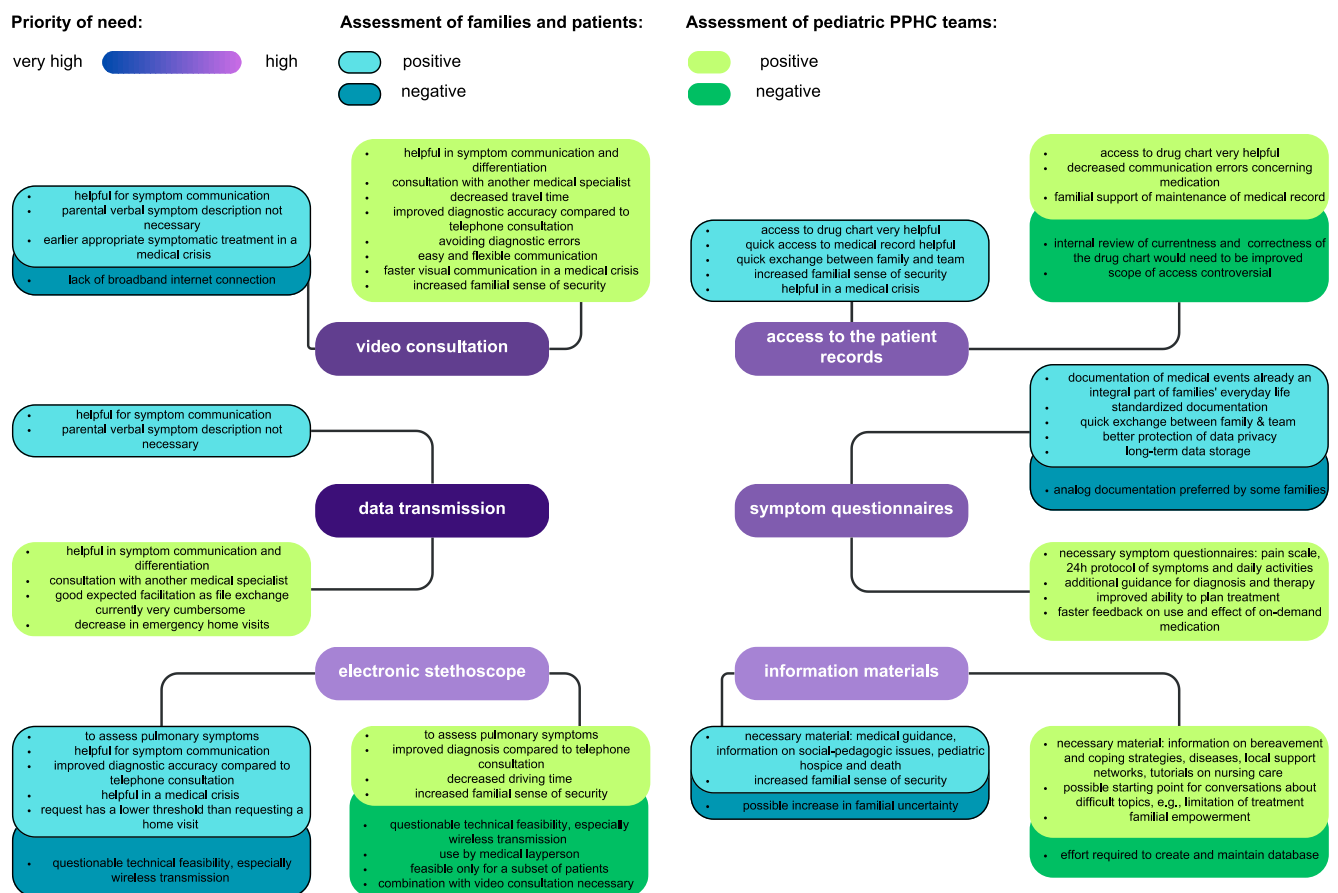 Priority of need:
very high
high
Assessment of families and patients:
positive
negative
Assessment of pediatric PPHC teams:
positive
negative
• helpful for symptom communication
• parental verbal symptom description not
necessary
• earlier appropriate symptomatic treatment in a
medical crisis
• lack of broadband internet connection
• helpful in symptom communication and
differentiation
• consultation with another medical specialist
• decreased travel time
• improved diagnostic accuracy compared to
telephone consultation
• avoiding diagnostic errors
• easy and flexible communication
• faster visual communication in a medical crisis
• increased familial sense of security
video consultation
• access to drug chart very helpful
• quick access to medical record helpful
• quick exchange between family and team
• increased familial sense of security
• helpful in a medical crisis
• access to drug chart very helpful
• decreased communication errors concerning
medication
• familial support of maintenance of medical record
• internal review of currentness and correctness of
the drug chart would need to be improved
• scope of access controversial
access to the patient
records
• helpful for symptom communication
• parental verbal symptom description not
necessary
data transmission
• helpful in symptom communication and
differentiation
• consultation with another medical specialist
• good expected facilitation as file exchange
currently very cumbersome
• decrease in emergency home visits
• documentation of medical events already an
integral part of families' everyday life
• standardized documentation
• quick exchange between family & team
• better protection of data privacy
• long-term data storage
• analog documentation preferred by some families
symptom questionnaires
• necessary symptom questionnaires: pain scale,
24h protocol of symptoms and daily activities
• additional guidance for diagnosis and therapy
• improved ability to plan treatment
• faster feedback on use and effect of on-demand
medication
electronic stethoscope
• to assess pulmonary symptoms
• helpful for symptom communication
• improved diagnostic accuracy compared to
telephone consultation
• helpful in a medical crisis
• request has a lower threshold than requesting a
home visit
• questionable technical feasibility, especially
wireless transmission
• to assess pulmonary symptoms
• improved diagnosis compared to telephone
consultation
• decreased driving time
• increased familial sense of security
• questionable technical feasibility, especially
wireless transmission
• use by medical layperson
• feasible only for a subset of patients
• combination with video consultation necessary
information materials
• necessary material: medical guidance,
information on social-pedagogic issues, pediatric
hospice and death
• increased familial sense of security
• possible increase in familial uncertainty
• necessary material: information on bereavement
and coping strategies, diseases, local support
networks, tutorials on nursing care
• possible starting point for conversations about
difficult topics, e.g., limitation of treatment
• familial empowerment
• effort required to create and maintain database